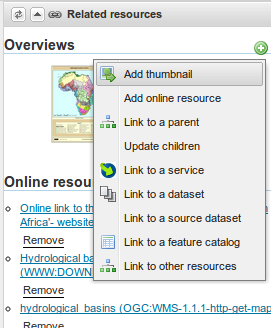 Related resources
Overviews
Add thumbnail
Add online resource
Link to a parent
Update children
Link to a service
Link to a dataset
Link to a source dataset
Link to a feature catalog
Link to other resources
Online resou
Online link to th
Africa'- website
Remove
Hydrological ba
(WWW:DOWN
Remove
hydrological_basins (OGC:WMS-1.1.1-http-get-map
Remove